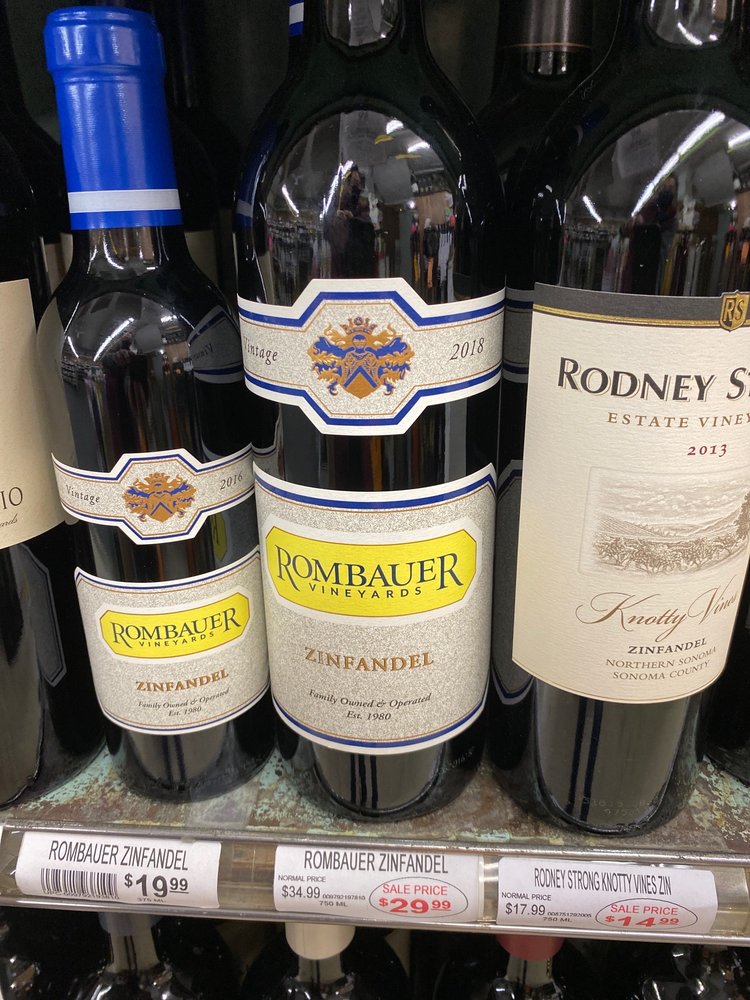 IO
Vintage
2016
ROMBAUER
VINEYARDS
ZINFANDEL
Family Owned & Operated
Est. 1980
Vintage
2018
ROMBAUER
VINEYARDS
ZINFANDEL
Family Owned & Operated
Est. 1980
RS
RODNEY
ESTATE
2013
Knotty Vines
ZINFANDEL
NORTHERN SONOMA
SONOMA COUNTY
ROMBAUER ZINFANDEL
$19.99
375 ML
ROMBAUER ZINFANDEL
NORMAL PRICE
$34.99
750 ML
SALE PRICE
$29.99
RODNEY STRONG KNOTTY VINES ZIN
NORMAL PRICE
$17.99
750 ML
SALE PRICE
$14.99